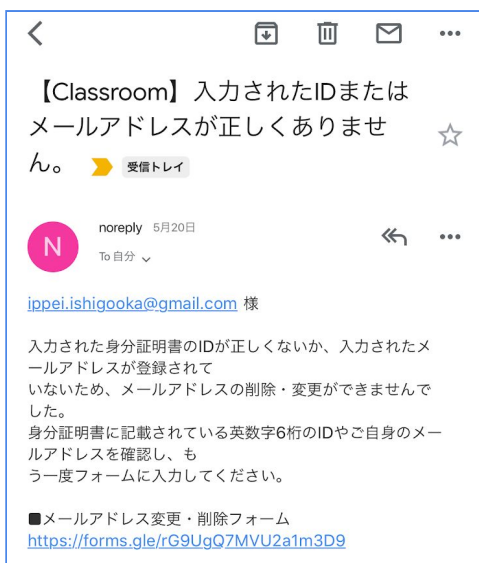 【Classroom】入力されたIDまたは
メールアドレスが正しくありませ
ん。 受信トレイ
N
noreply 5月20日
To 自分
ippei.ishigooka@gmail.com 様
入力された身分証明書のIDが正しくないか、入力されたメ
ールアドレスが登録されて
いないため、メールアドレスの削除・変更ができませんで
した。
身分証明書に記載されている英数字6桁のIDやご自身のメー
ルアドレスを確認し、も
う一度フォームに入力してください。
■メールアドレス変更・削除フォーム
https://forms.gle/rG9UgQ7MVU2a1m3D9